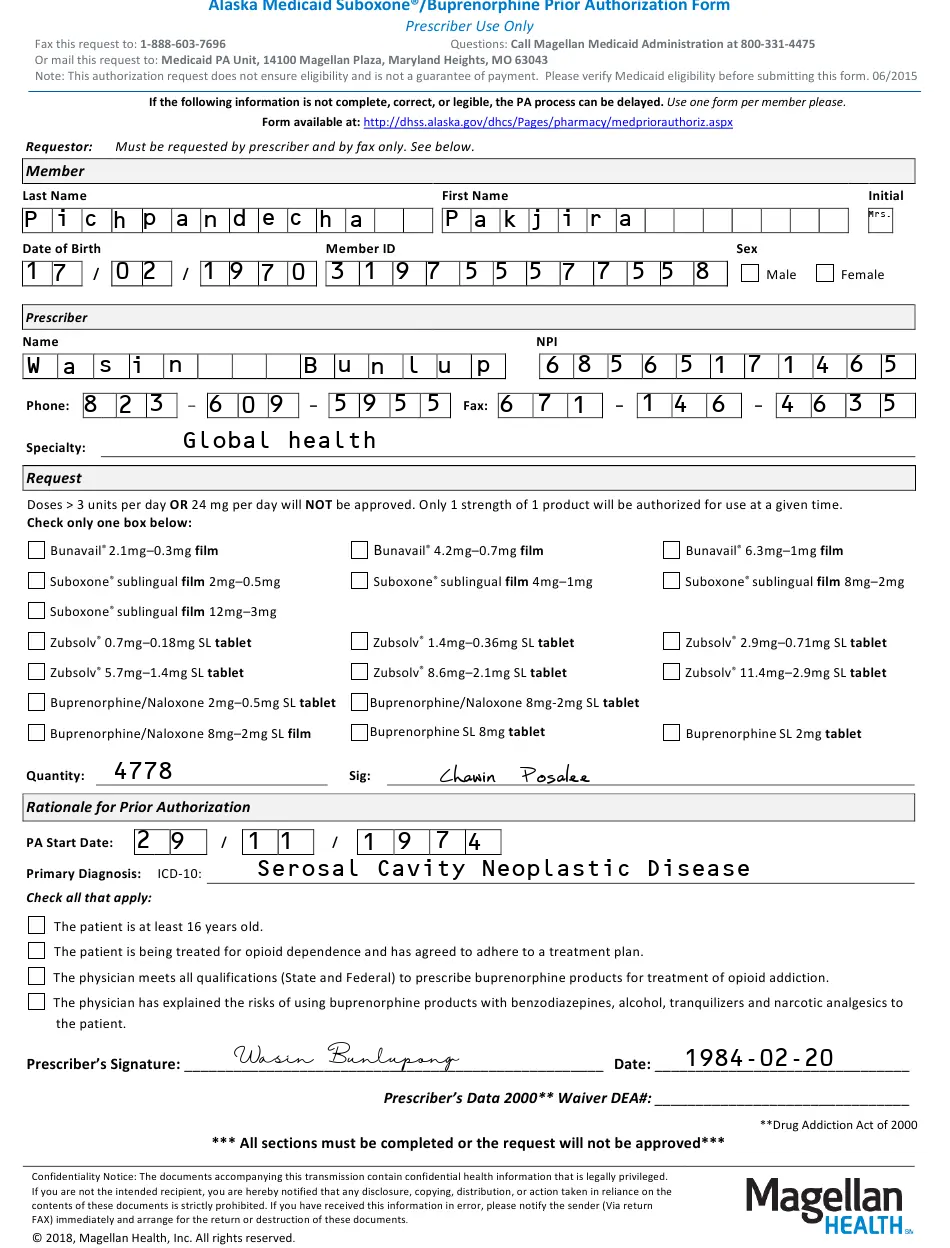 Alaska Medicaid Suboxone®/Buprenorphine Prior Authorization Form
Prescriber Use Only
Fax this request to: 1-888-603-7696 Questions: Call Magellan Medicaid Administration at 800-331-4475
Or mail this request to: Medicaid PA Unit, 14100 Magellan Plaza, Maryland Heights, MO 63043
Note: This authorization request does not ensure eligibility and is not a guarantee of payment. Please verify Medicaid eligibility before submitting this form. 06/2015
If the following information is not complete, correct, or legible, the PA process can be delayed. Use one form per member please.
Form available at: http://dhss.alaska.gov/dhcs/Pages/pharmacy/medpriorauthoriz.aspx
Requestor: Must be requested by prescriber and by fax only. See below.
Member
Last Name First Name Initial
Pichpandecha Pakjira Mrs.
Date of Birth Member ID Sex
17 / 02 / 1970 319755577558 Male Female
Prescriber
Name NPI
Wasin Bunlup 68565171465
Phone: 823 - 609 - 5955 Fax: 671 - 146 - 4635
Specialty: Global health
Request
Doses > 3 units per day OR 24 mg per day will NOT be approved. Only 1 strength of 1 product will be authorized for use at a given time.
Check only one box below:
Bunavail® 2.1mg–0.3mg film Bunavail® 4.2mg–0.7mg film Bunavail® 6.3mg–1mg film
Suboxone® sublingual film 2mg–0.5mg Suboxone® sublingual film 4mg–1mg Suboxone® sublingual film 8mg–2mg
Suboxone® sublingual film 12mg–3mg
Zubsolv® 0.7mg–0.18mg SL tablet Zubsolv® 1.4mg–0.36mg SL tablet Zubsolv® 2.9mg–0.71mg SL tablet
Zubsolv® 5.7mg–1.4mg SL tablet Zubsolv® 8.6mg–2.1mg SL tablet Zubsolv® 11.4mg–2.9mg SL tablet
Buprenorphine/Naloxone 2mg–0.5mg SL tablet Buprenorphine/Naloxone 8mg-2mg SL tablet
Buprenorphine/Naloxone 8mg–2mg SL film Buprenorphine SL 8mg tablet Buprenorphine SL 2mg tablet
Quantity: 4778 Sig: Chawin Posalee
Rationale for Prior Authorization
PA Start Date: 29 / 11 / 1974
Primary Diagnosis: ICD-10: Serosal Cavity Neoplastic Disease
Check all that apply:
The patient is at least 16 years old.
The patient is being treated for opioid dependence and has agreed to adhere to a treatment plan.
The physician meets all qualifications (State and Federal) to prescribe buprenorphine products for treatment of opioid addiction.
The physician has explained the risks of using buprenorphine products with benzodiazepines, alcohol, tranquilizers and narcotic analgesics to
the patient.
Prescriber's Signature: Wasin Bunlupong Date: 1984-02-20
Prescriber's Data 2000** Waiver DEA#:
**Drug Addiction Act of 2000
*** All sections must be completed or the request will not be approved***
Confidentiality Notice: The documents accompanying this transmission contain confidential health information that is legally privileged.
If you are not the intended recipient, you are hereby notified that any disclosure, copying, distribution, or action taken in reliance on the
contents of these documents is strictly prohibited. If you have received this information in error, please notify the sender (Via return
FAX) immediately and arrange for the return or destruction of these documents.
© 2018, Magellan Health, Inc. All rights reserved.
Magellan
HEALTH